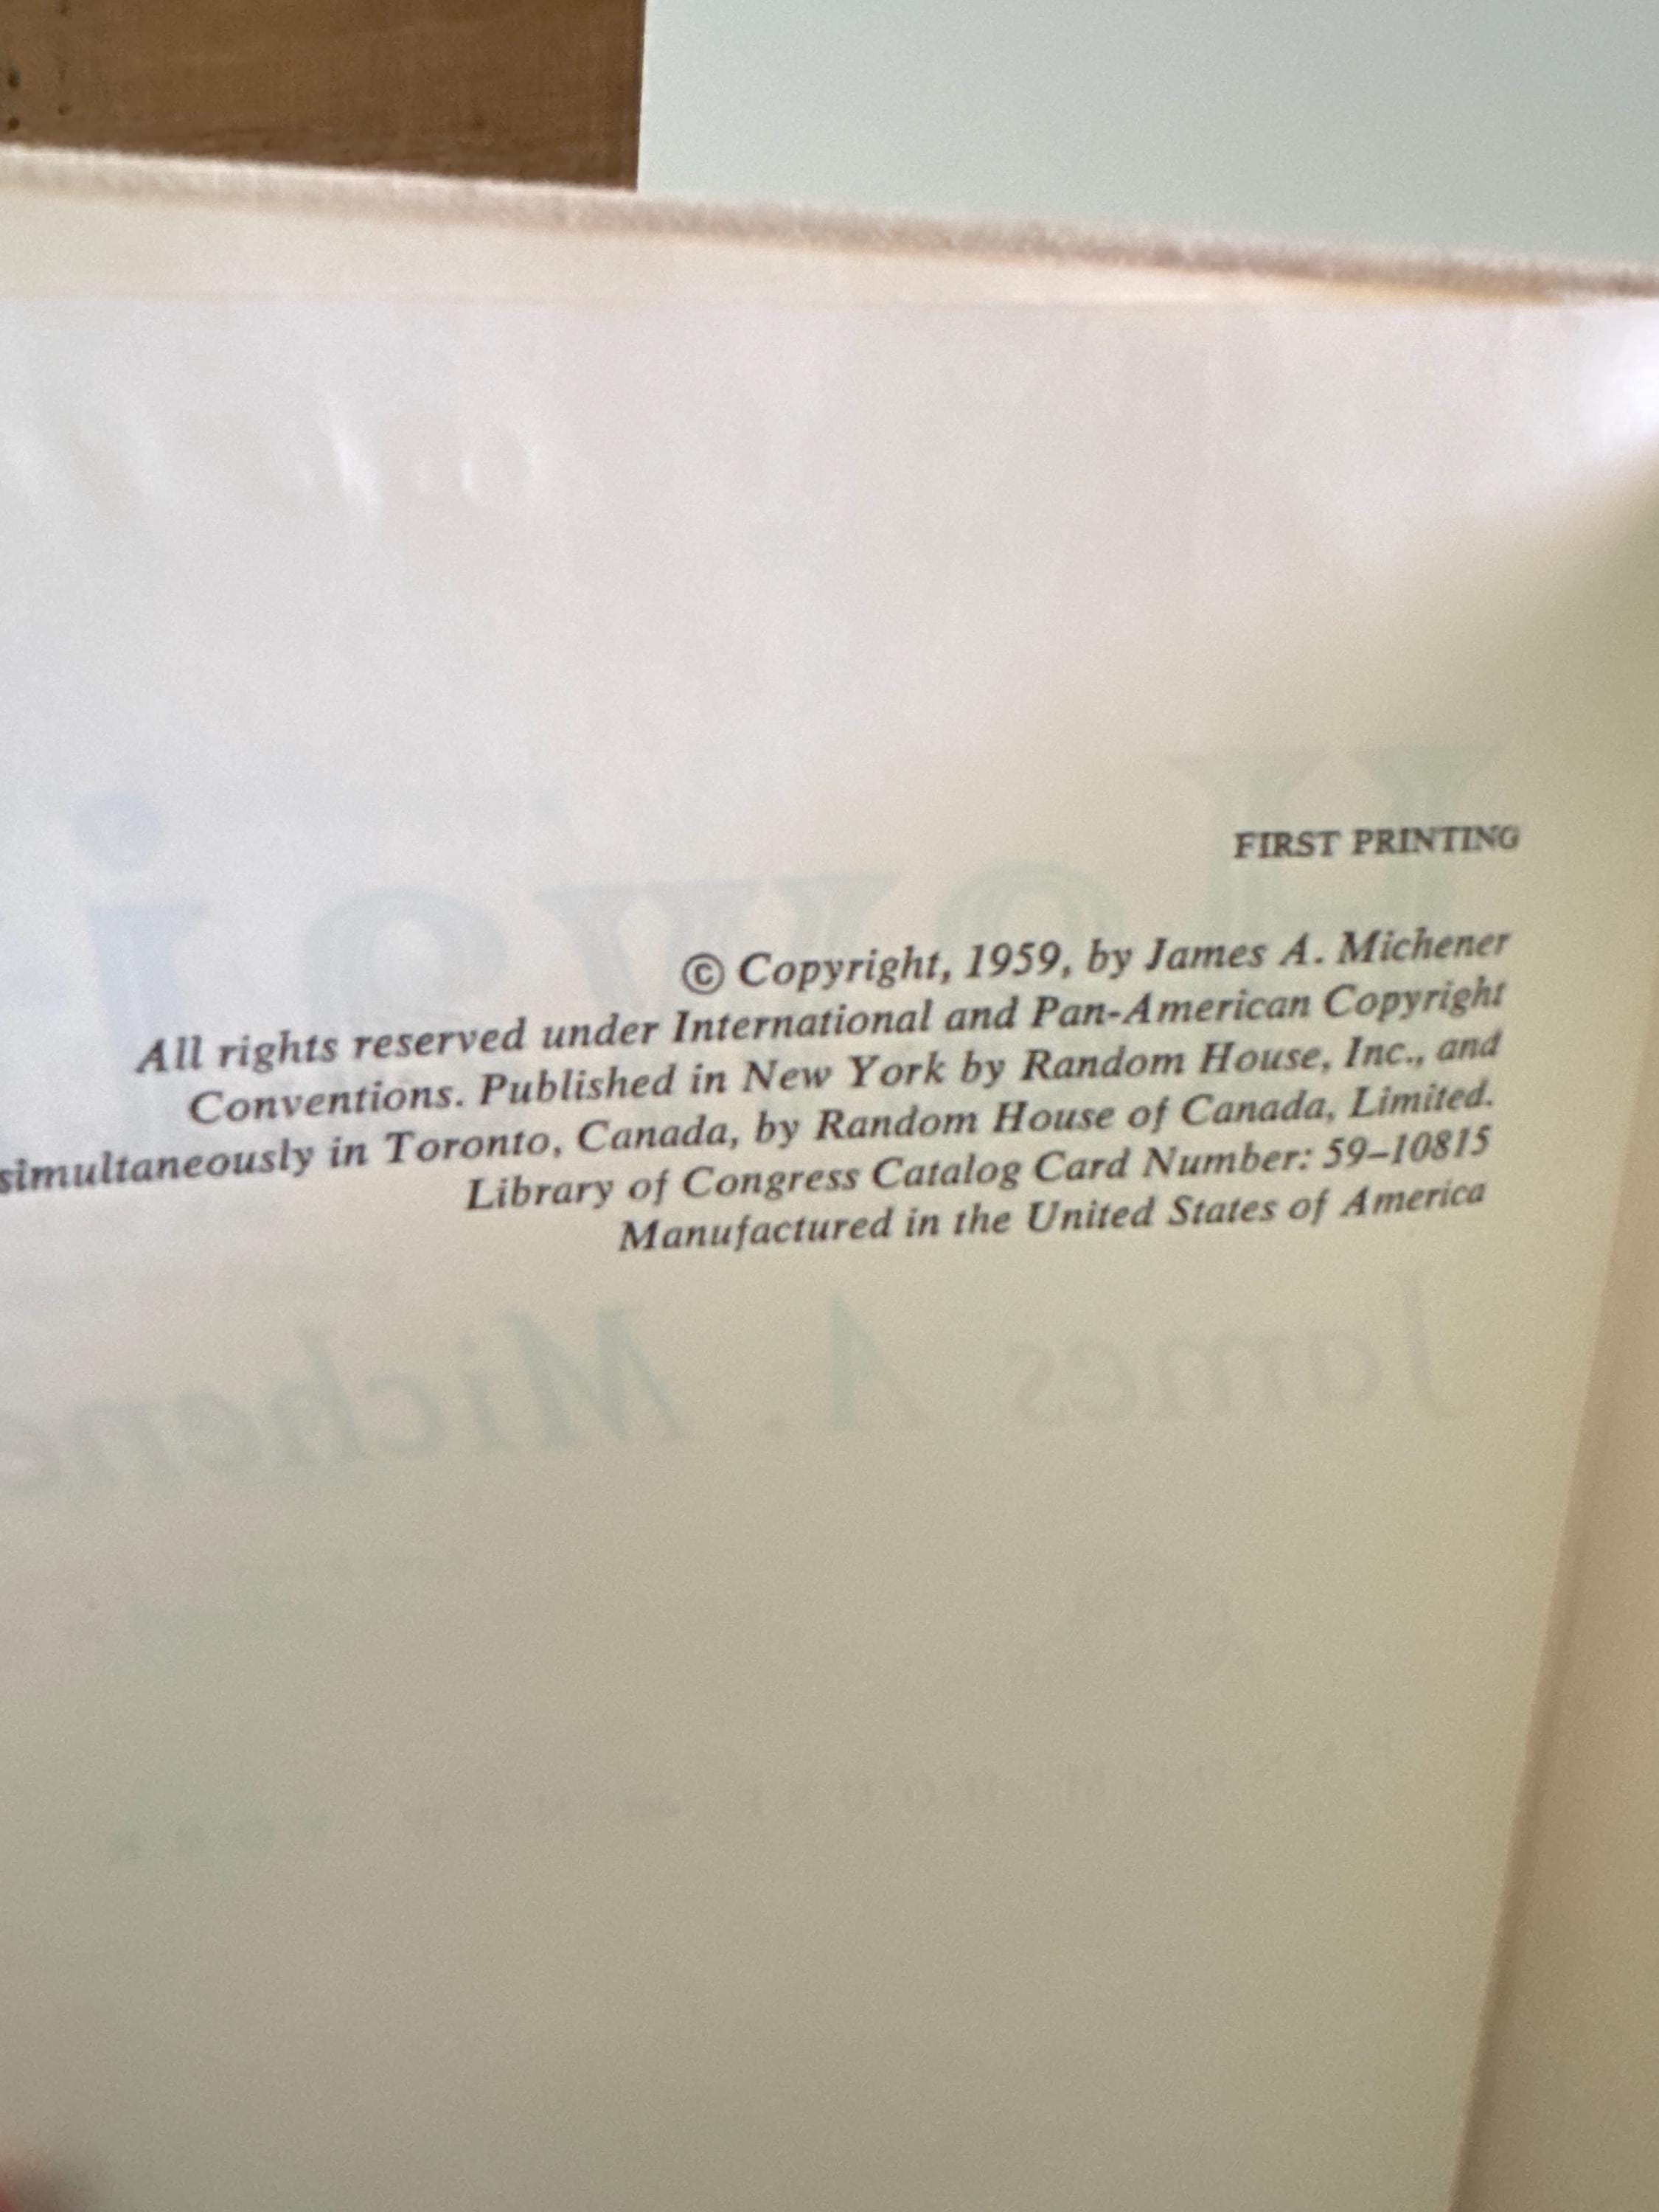 FIRST PRINTING
© Copyright, 1959, by James A. Michener
All rights reserved under International and Pan-American Copyright
Conventions. Published in New York by Random House, Inc., and
simultaneously in Toronto, Canada, by Random House of Canada, Limited.
Library of Congress Catalog Card Number: 59–10815
Manufactured in the United States of America